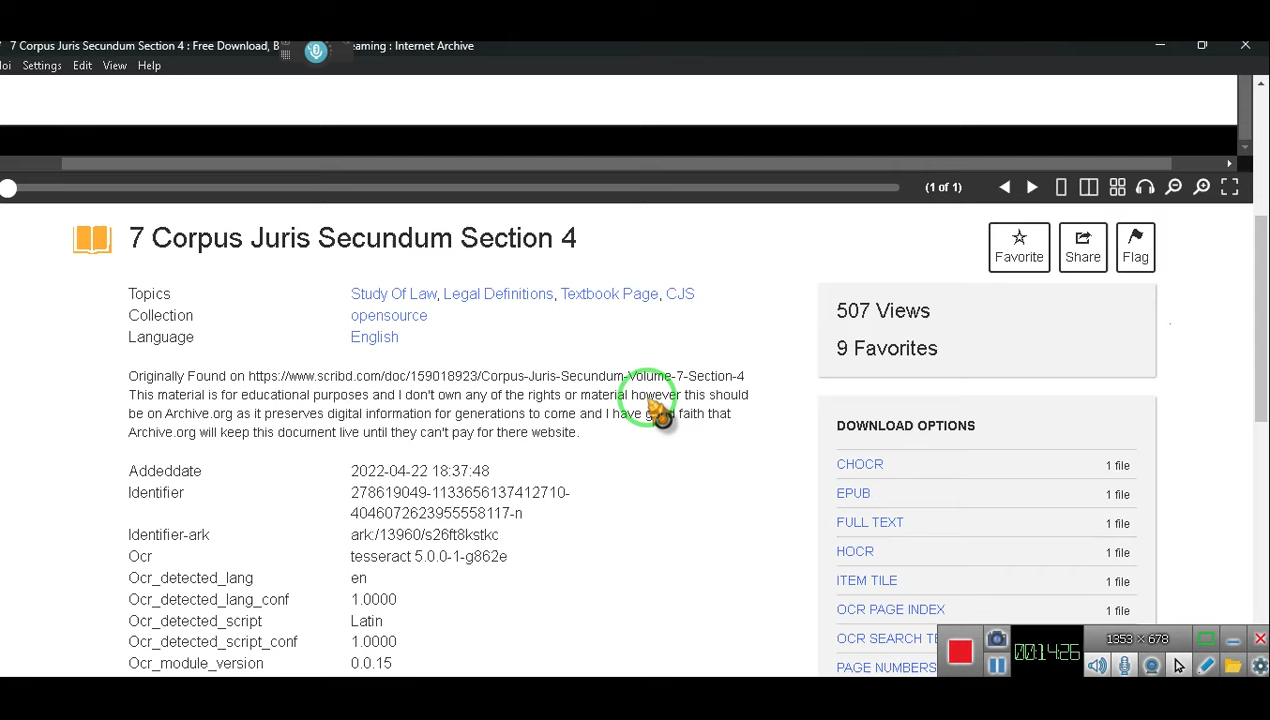 7 Corpus Juris Secundum Section 4 : Free Download, B eaming : Internet Archive
Settings Edit View Help
(1 of 1)
7 Corpus Juris Secundum Section 4
Favorite Share Flag
Topics Study Of Law, Legal Definitions, Textbook Page, CJS
Collection opensource
Language English
507 Views
9 Favorites
Originally Found on https://www.scribd.com/doc/159018923/Corpus-Juris-Secundum-Volume-7-Section-4
This material is for educational purposes and I don't own any of the rights or material however this should
be on Archive.org as it preserves digital information for generations to come and I have good faith that
Archive.org will keep this document live until they can't pay for there website.
Addeddate 2022-04-22 18:37:48
Identifier 278619049-1133656137412710-
4046072623955558117-n
Identifier-ark ark:/13960/s26ft8kstkc
Ocr tesseract 5.0.0-1-g862e
Ocr_detected_lang en
Ocr_detected_lang_conf 1.0000
Ocr_detected_script Latin
Ocr_detected_script_conf 1.0000
Ocr_module_version 0.0.15
DOWNLOAD OPTIONS
CHOCR 1 file
EPUB 1 file
FULL TEXT 1 file
HOCR 1 file
ITEM TILE 1 file
OCR PAGE INDEX 1 file
OCR SEARCH TE
PAGE NUMBERS
00:14:26
1353 × 678